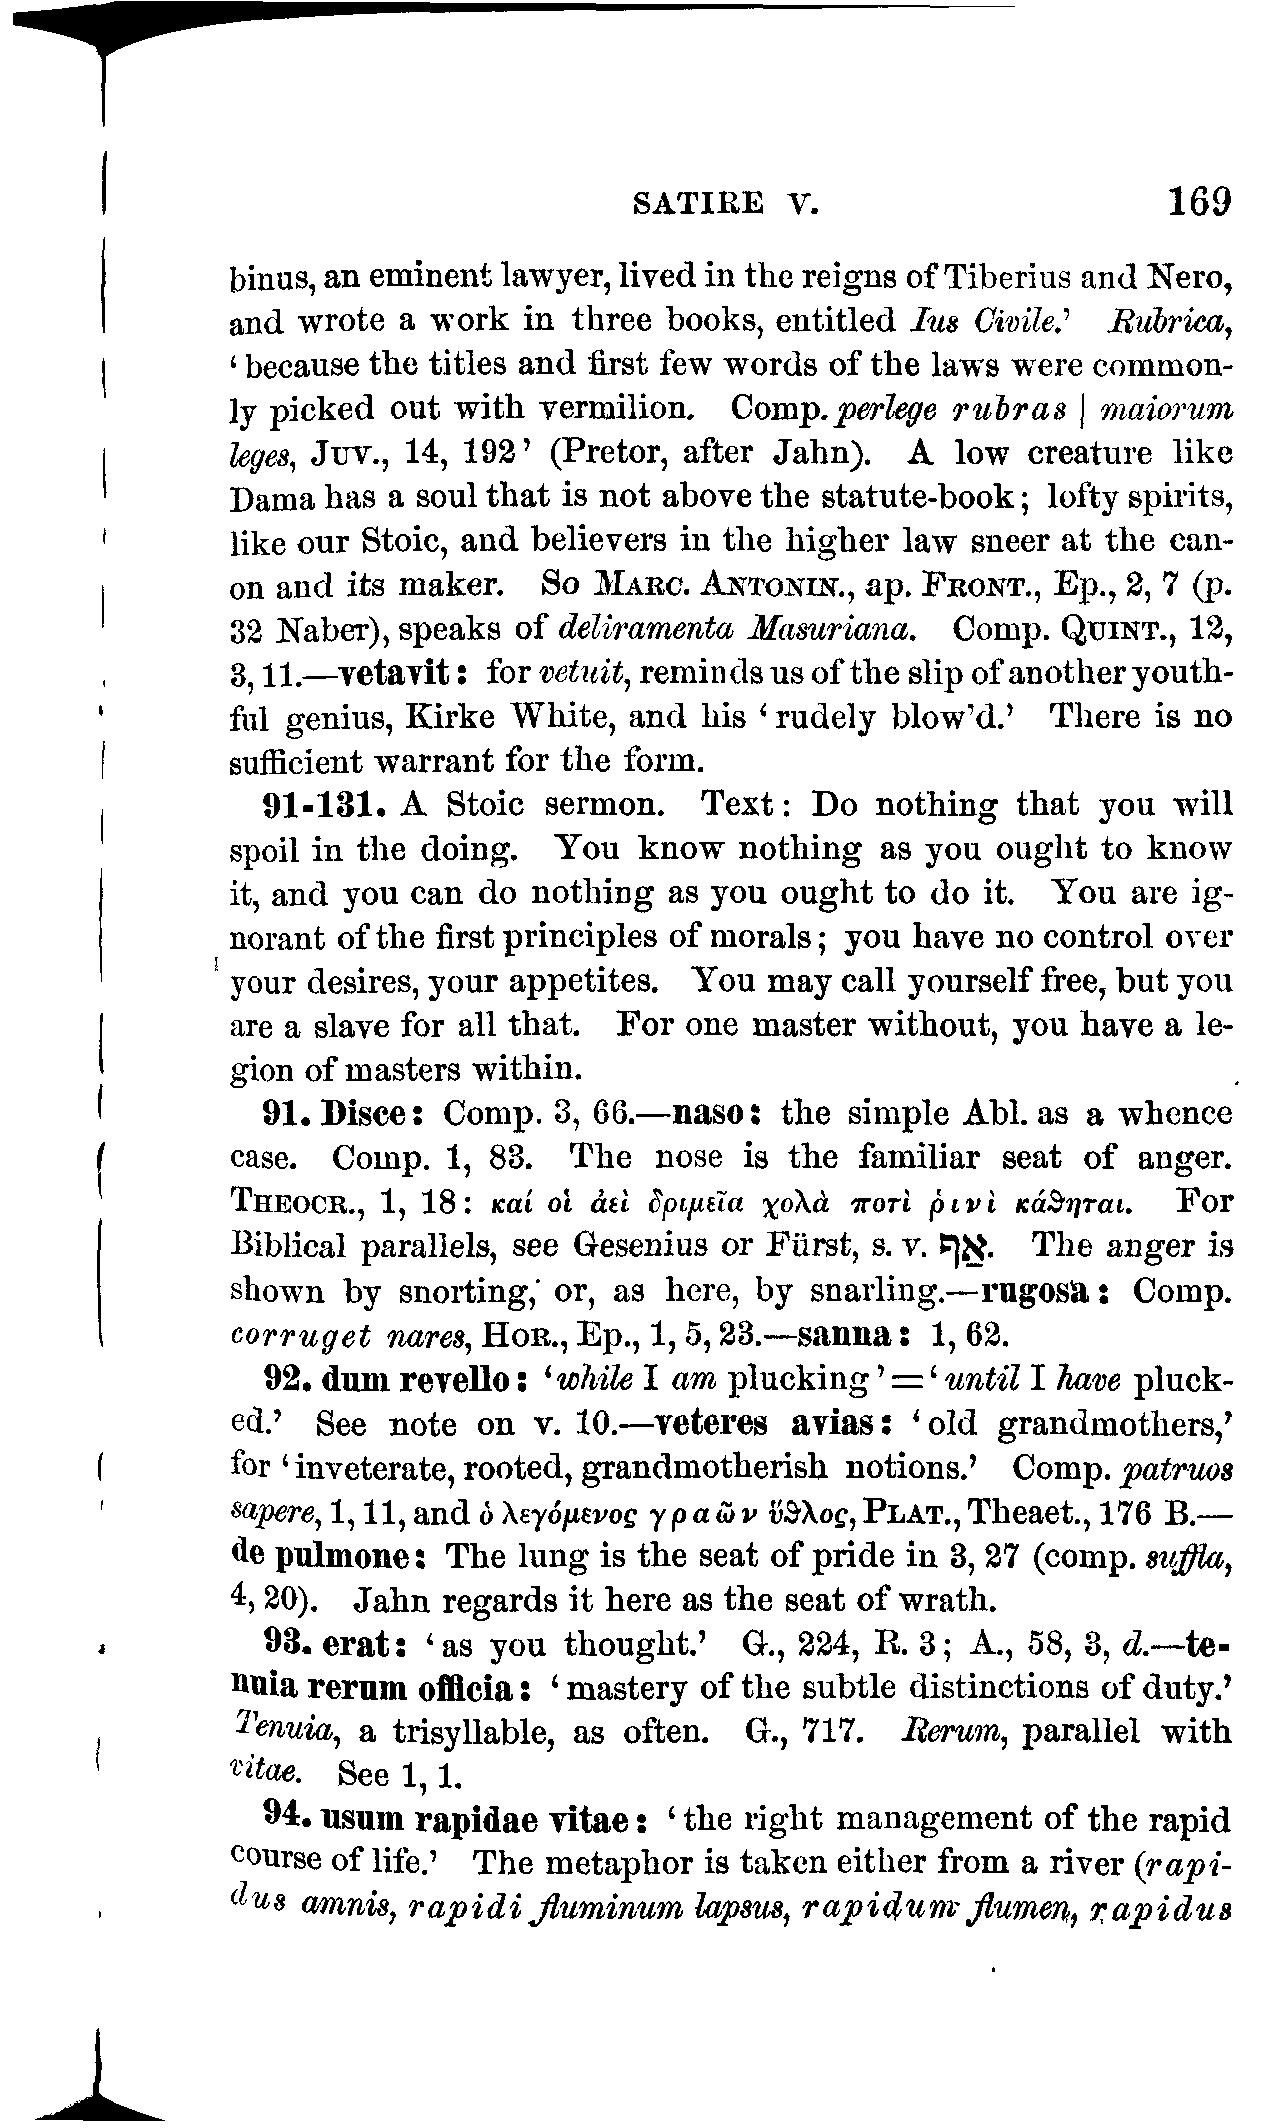 SATIRE V. 169
binus, an eminent lawyer, lived in the reigns of Tiberius and Nero,
and wrote a work in three books, entitled Ius Civile.’ Rubrica,
‘because the titles and first few words of the laws were common-
ly picked out with vermilion. Comp. perlege rubras | maiorum
leges, JUV., 14, 192’ (Pretor, after Jahn). A low creature like
Dama has a soul that is not above the statute-book; lofty spirits,
like our Stoic, and believers in the higher law sneer at the can-
on and its maker. So MARC. ANTONIN., ap. FRONT., Ep., 2, 7 (p.
32 Naber), speaks of deliramenta Masuriana. Comp. QUINT., 12,
3, 11.—vetavit: for vetuit, reminds us of the slip of another youth-
ful genius, Kirke White, and his ‘rudely blow’d.’ There is no
sufficient warrant for the form.
91-131. A Stoic sermon. Text: Do nothing that you will
spoil in the doing. You know nothing as you ought to know
it, and you can do nothing as you ought to do it. You are ig-
norant of the first principles of morals; you have no control over
your desires, your appetites. You may call yourself free, but you
are a slave for all that. For one master without, you have a le-
gion of masters within.
91. Disce: Comp. 3, 66.—naso: the simple Abl. as a whence
case. Comp. 1, 83. The nose is the familiar seat of anger.
THEOCR., 1, 18: καί οἱ ἀεὶ δριμεῖα χολὰ ποτὶ ῥινὶ κάϑηται. For
Biblical parallels, see Gesenius or Fürst, s. v. אַף. The anger is
shown by snorting, or, as here, by snarling.—rugosa: Comp.
corruget nares, HOR., Ep., 1, 5, 23.—sanna: 1, 62.
92. dum revello: ‘while I am plucking’=‘until I have pluck-
ed.’ See note on v. 10.—veteres avias: ‘old grandmothers,’
for ‘inveterate, rooted, grandmotherish notions.’ Comp. patruos
sapere, 1, 11, and ὁ λεγόμενος γραῶν ὕϑλος, PLAT., Theaet., 176 B.—
de pulmone: The lung is the seat of pride in 3, 27 (comp. suffla,
4, 20). Jahn regards it here as the seat of wrath.
93. erat: ‘as you thought.’ G., 224, R. 3; A., 58, 3, d.—te-
nuia rerum officia: ‘mastery of the subtle distinctions of duty.’
Tenuia, a trisyllable, as often. G., 717. Rerum, parallel with
vitae. See 1, 1.
94. usum rapidae vitae: ‘the right management of the rapid
course of life.’ The metaphor is taken either from a river (rapi-
dus amnis, rapidi fluminum lapsus, rapidum flumen, rapidus